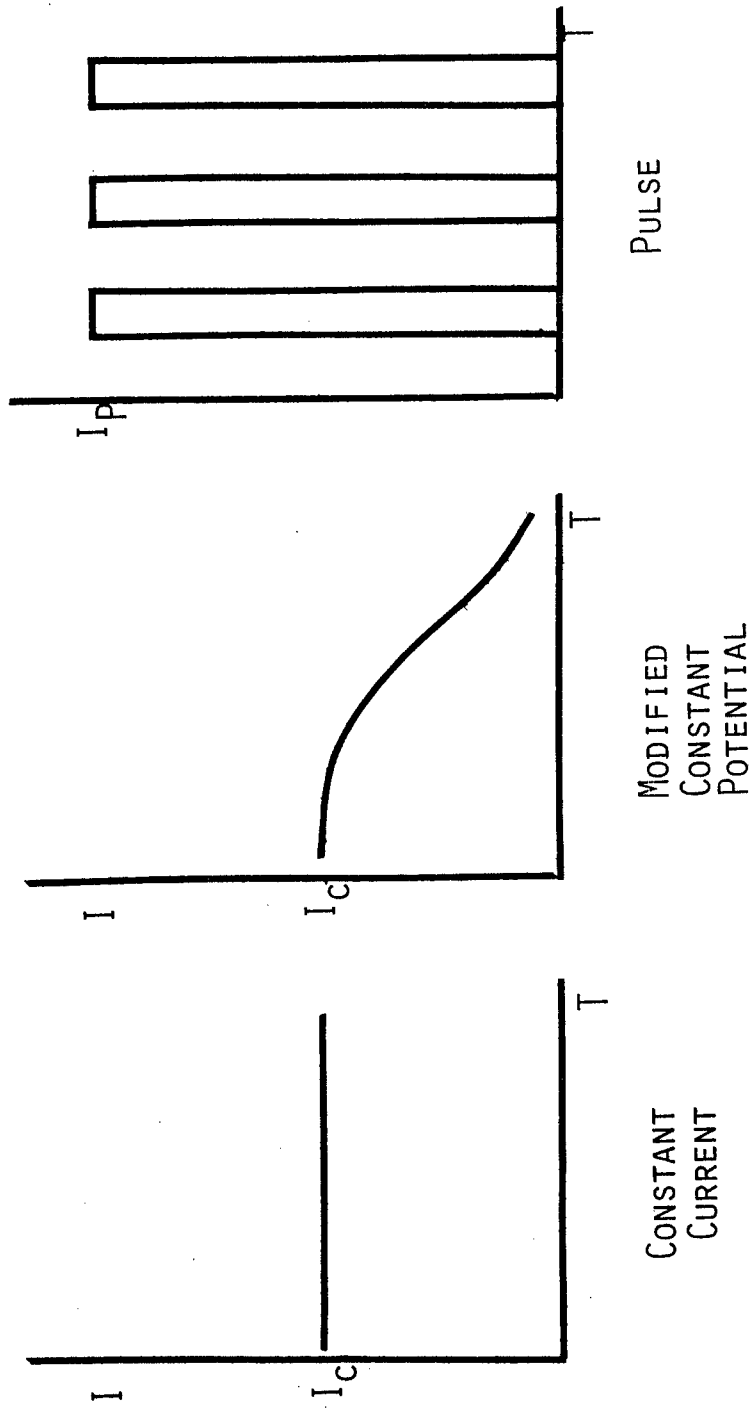 I
I_C
T
CONSTANT
CURRENT
I
I_C
T
MODIFIED
CONSTANT
POTENTIAL
I_P
T
PULSE